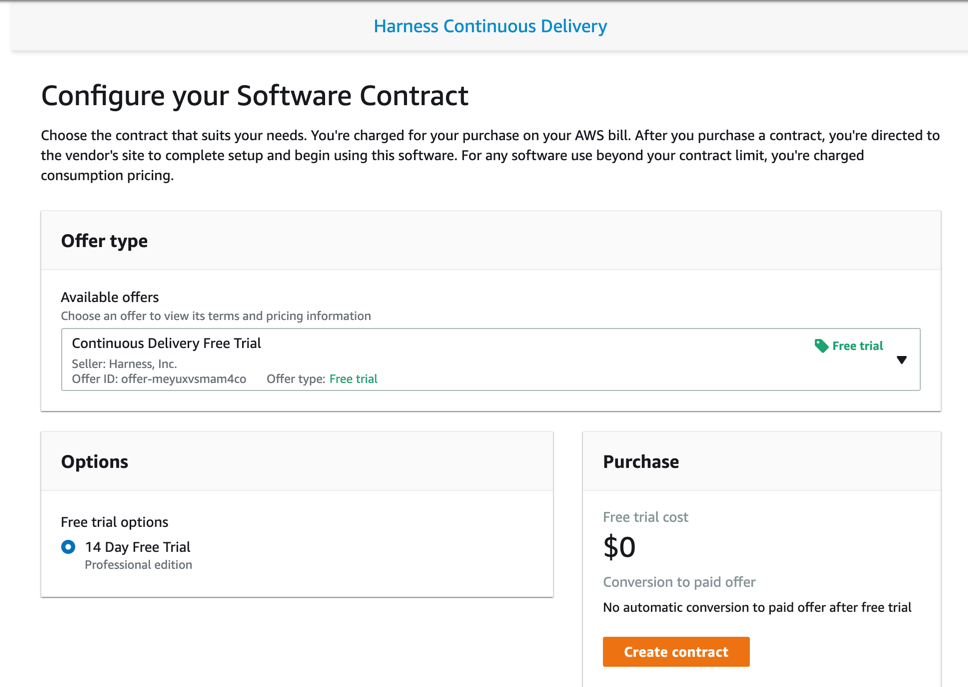 Harness Continuous Delivery
Configure your Software Contract
Choose the contract that suits your needs. You're charged for your purchase on your AWS bill. After you purchase a contract, you're directed to
the vendor's site to complete setup and begin using this software. For any software use beyond your contract limit, you're charged
consumption pricing.
Offer type
Available offers
Choose an offer to view its terms and pricing information
Continuous Delivery Free Trial
Free trial
Seller: Harness, Inc.
Offer ID: offer-meyuxvsmam4co Offer type: Free trial
Options
Free trial options
14 Day Free Trial
Professional edition
Purchase
Free trial cost
$0
Conversion to paid offer
No automatic conversion to paid offer after free trial
Create contract